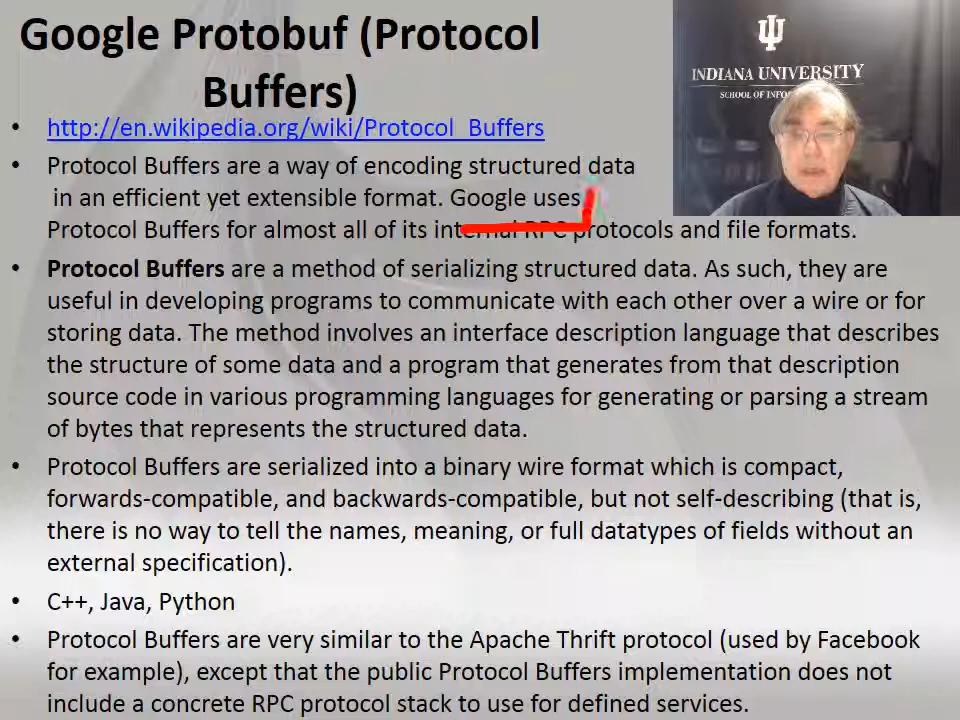 Google Protobuf (Protocol
Buffers)
INDIANA UNIVERSITY
SCHOOL OF
• http://en.wikipedia.org/wiki/Protocol_Buffers
• Protocol Buffers are a way of encoding structured data
in an efficient yet extensible format. Google uses
Protocol Buffers for almost all of its internal RPC protocols and file formats.
• Protocol Buffers are a method of serializing structured data. As such, they are
useful in developing programs to communicate with each other over a wire or for
storing data. The method involves an interface description language that describes
the structure of some data and a program that generates from that description
source code in various programming languages for generating or parsing a stream
of bytes that represents the structured data.
• Protocol Buffers are serialized into a binary wire format which is compact,
forwards-compatible, and backwards-compatible, but not self-describing (that is,
there is no way to tell the names, meaning, or full datatypes of fields without an
external specification).
• C++, Java, Python
• Protocol Buffers are very similar to the Apache Thrift protocol (used by Facebook
for example), except that the public Protocol Buffers implementation does not
include a concrete RPC protocol stack to use for defined services.